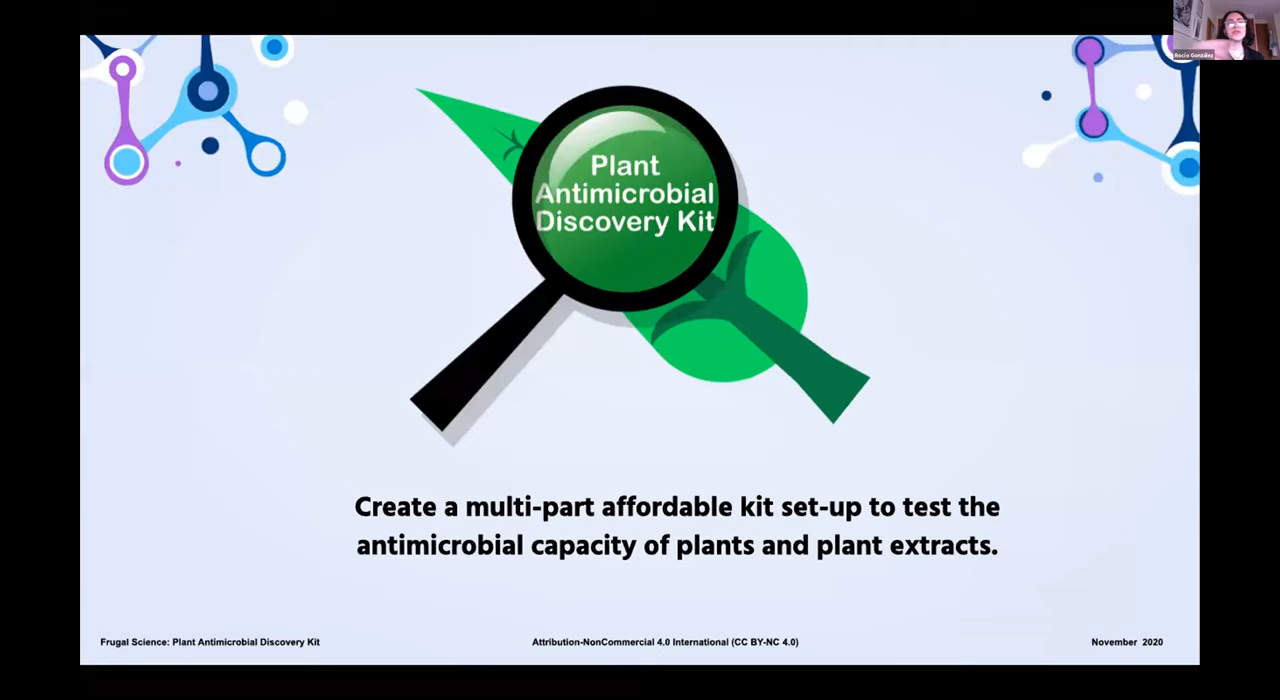 Rocío González
Plant
Antimicrobial
Discovery Kit
Create a multi-part affordable kit set-up to test the
antimicrobial capacity of plants and plant extracts.
Frugal Science: Plant Antimicrobial Discovery Kit
Attribution-NonCommercial 4.0 International (CC BY-NC 4.0)
November 2020